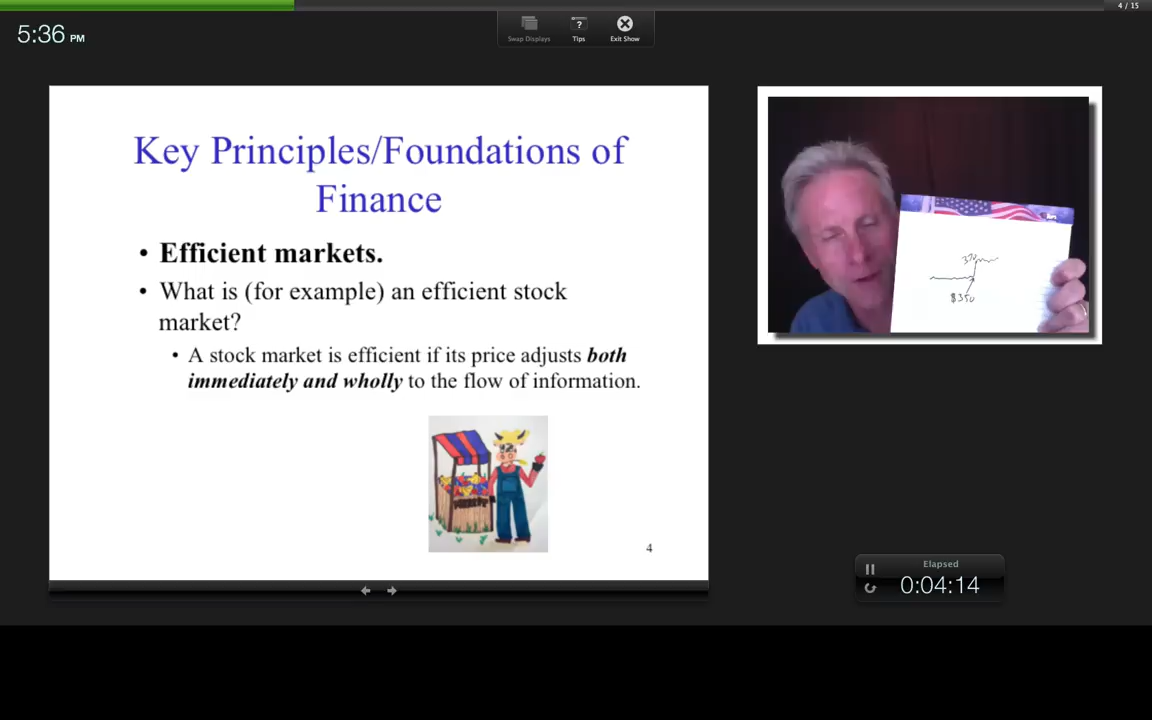 4 / 15
5:36 PM
Swap Displays
?
Tips
Exit Show
Key Principles/Foundations of
Finance
• Efficient markets.
• What is (for example) an efficient stock
market?
• A stock market is efficient if its price adjusts both
immediately and wholly to the flow of information.
4
370
$350
Elapsed
0:04:14